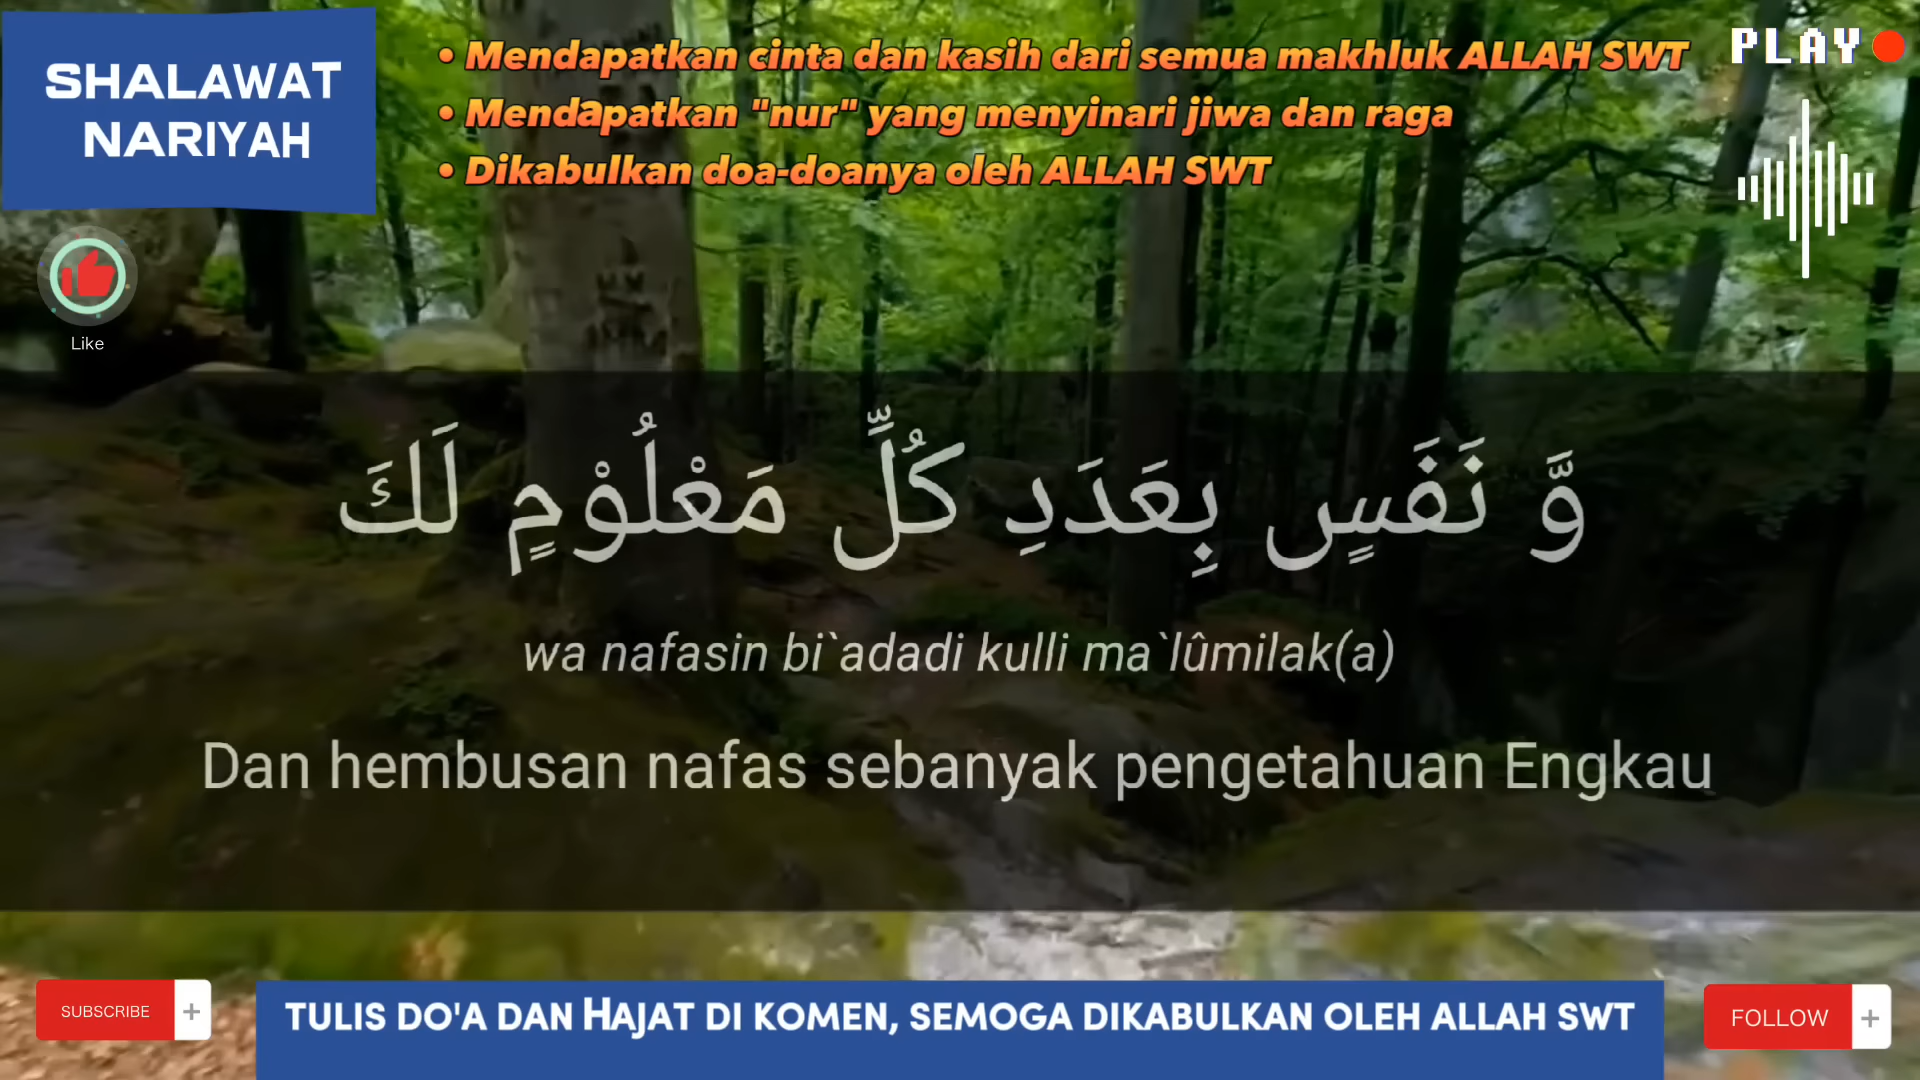 SHALAWAT
NARIYAH
• Mendapatkan cinta dan kasih dari semua makhluk ALLAH SWT
• Mendapatkan "nur" yang menyinari jiwa dan raga
• Dikabulkan doa-doanya oleh ALLAH SWT
PLAY
Like
وَّ نَفَسٍ بِعَدَدِ كُلِّ مَعْلُوْمٍ لَكَ
wa nafasin bi`adadi kulli ma`lûmilak(a)
Dan hembusan nafas sebanyak pengetahuan Engkau
SUBSCRIBE +
TULIS DO'A DAN HAJAT DI KOMEN, SEMOGA DIKABULKAN OLEH ALLAH SWT
FOLLOW +